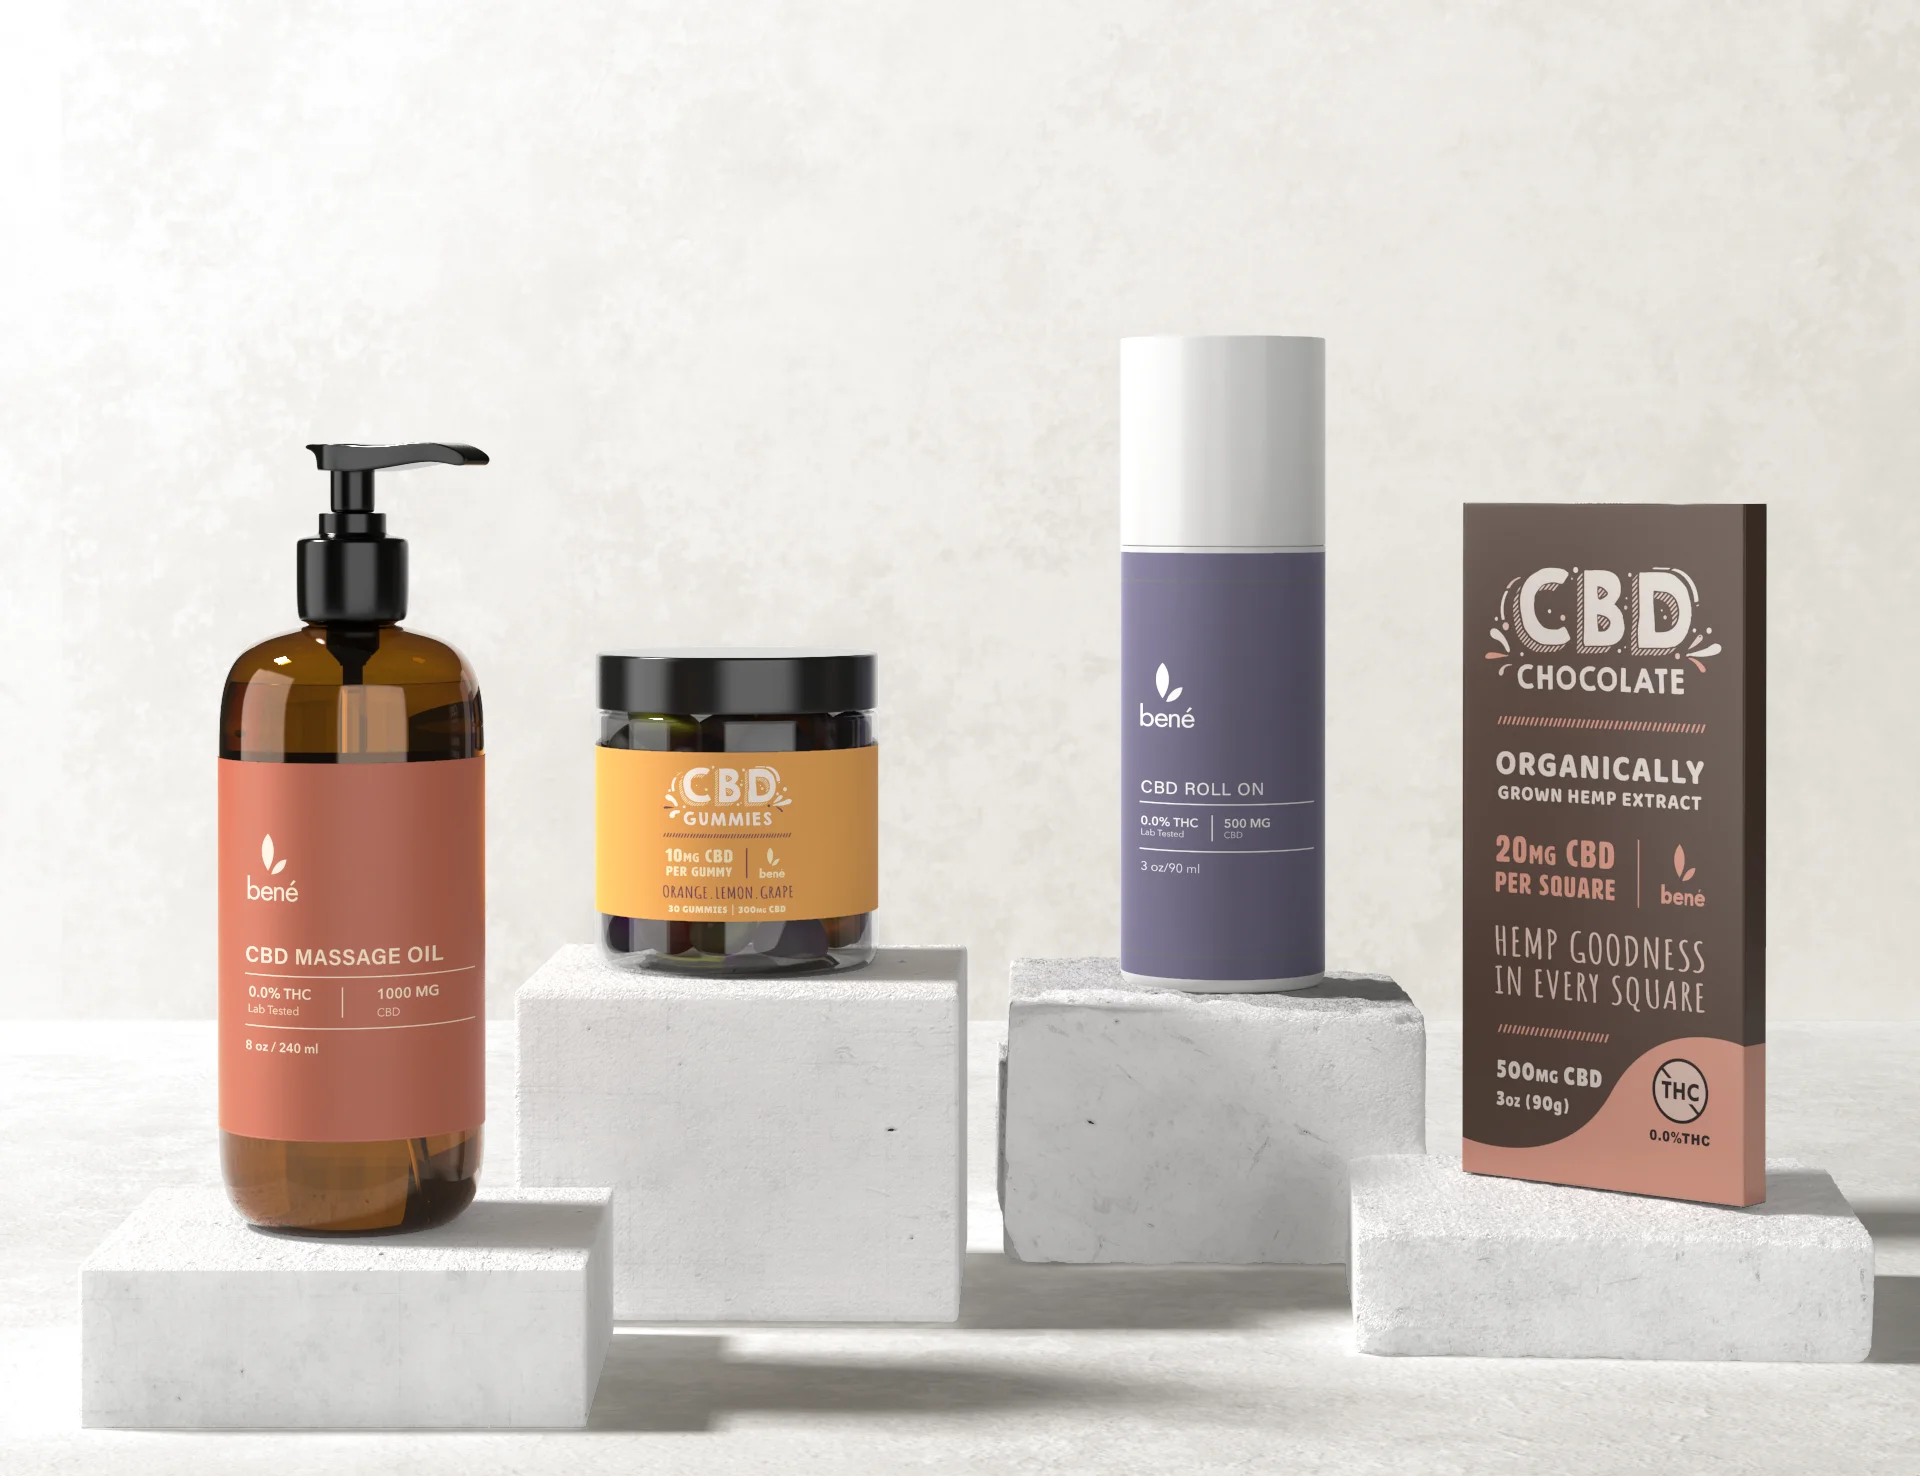 bené
CBD MASSAGE OIL
0.0% THC
Lab Tested
1000 MG
CBD
8 oz / 240 ml
CBD
GUMMIES
10MG CBD
PER GUMMY
bené
ORANGE.LEMON.GRAPE
30 GUMMIES | 300MG CBD
bené
CBD ROLL ON
0.0% THC
Lab Tested
500 MG
CBD
3 oz/90 ml
CBD
CHOCOLATE
ORGANICALLY
GROWN HEMP EXTRACT
20MG CBD
PER SQUARE
bené
HEMP GOODNESS
IN EVERY SQUARE
500MG CBD
3oz (90g)
THC
0.0%THC